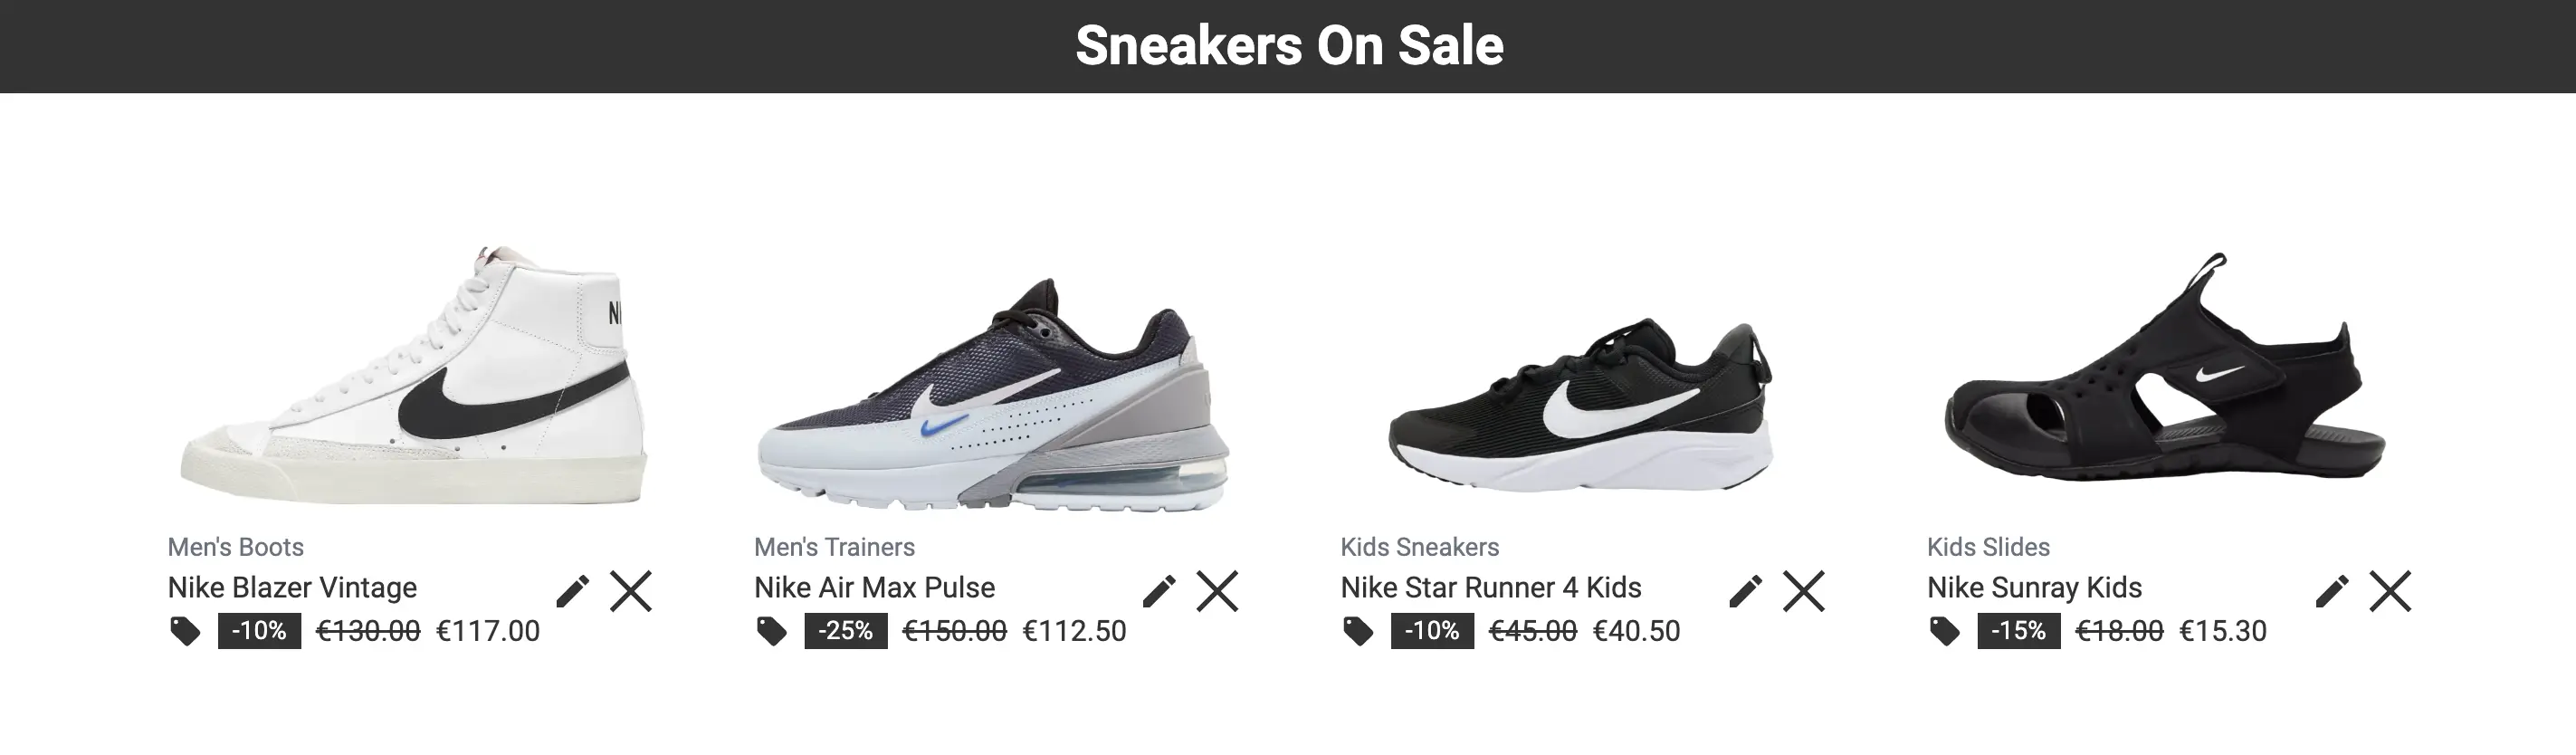 Sneakers On Sale
Men's Boots
Nike Blazer Vintage
-10% €130.00 €117.00
Men's Trainers
Nike Air Max Pulse
-25% €150.00 €112.50
Kids Sneakers
Nike Star Runner 4 Kids
-10% €45.00 €40.50
Kids Slides
Nike Sunray Kids
-15% €18.00 €15.30